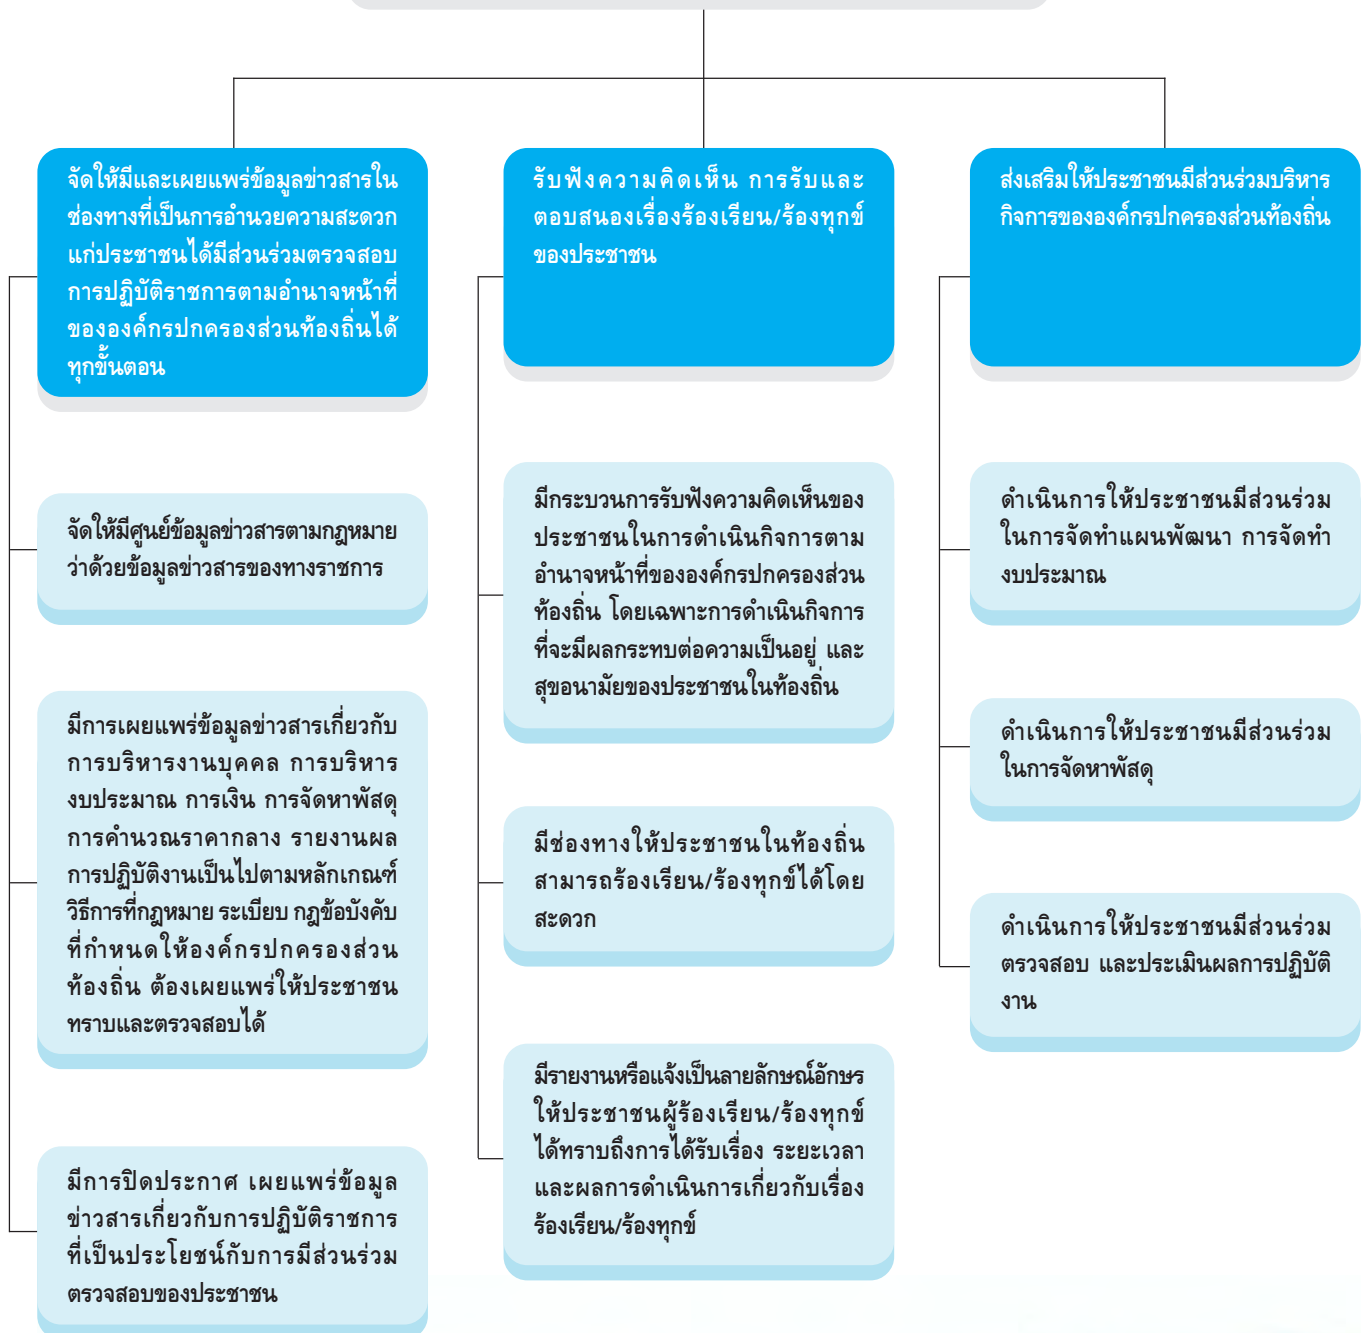 จัดให้มีและเผยแพร่ข้อมูลข่าวสารใน
ช่องทางที่เป็นการอำนวยความสะดวก
แก่ประชาชนได้มีส่วนร่วมตรวจสอบ
การปฏิบัติราชการตามอำนาจหน้าที่
ขององค์กรปกครองส่วนท้องถิ่นได้
ทุกขั้นตอน
จัดให้มีศูนย์ข้อมูลข่าวสารตามกฎหมาย
ว่าด้วยข้อมูลข่าวสารของทางราชการ
มีการเผยแพร่ข้อมูลข่าวสารเกี่ยวกับ
การบริหารงานบุคคล การบริหาร
งบประมาณ การเงิน การจัดหาพัสดุ
การคำนวณราคากลาง รายงานผล
การปฏิบัติงานเป็นไปตามหลักเกณฑ์
วิธีการที่กฎหมาย ระเบียบ กฎข้อบังคับ
ที่กำหนดให้องค์กรปกครองส่วน
ท้องถิ่น ต้องเผยแพร่ให้ประชาชน
ทราบและตรวจสอบได้
มีการปิดประกาศ เผยแพร่ข้อมูล
ข่าวสารเกี่ยวกับการปฏิบัติราชการ
ที่เป็นประโยชน์กับการมีส่วนร่วม
ตรวจสอบของประชาชน
รับฟังความคิดเห็น การรับและ
ตอบสนองเรื่องร้องเรียน/ร้องทุกข์
ของประชาชน
มีกระบวนการรับฟังความคิดเห็นของ
ประชาชนในการดำเนินกิจการตาม
อำนาจหน้าที่ขององค์กรปกครองส่วน
ท้องถิ่น โดยเฉพาะการดำเนินกิจการ
ที่จะมีผลกระทบต่อความเป็นอยู่ และ
สุขอนามัยของประชาชนในท้องถิ่น
มีช่องทางให้ประชาชนในท้องถิ่น
สามารถร้องเรียน/ร้องทุกข์ได้โดย
สะดวก
มีรายงานหรือแจ้งเป็นลายลักษณ์อักษร
ให้ประชาชนผู้ร้องเรียน/ร้องทุกข์
ได้ทราบถึงการได้รับเรื่อง ระยะเวลา
และผลการดำเนินการเกี่ยวกับเรื่อง
ร้องเรียน/ร้องทุกข์
ส่งเสริมให้ประชาชนมีส่วนร่วมบริหาร
กิจการขององค์กรปกครองส่วนท้องถิ่น
ดำเนินการให้ประชาชนมีส่วนร่วม
ในการจัดทำแผนพัฒนา การจัดทำ
งบประมาณ
ดำเนินการให้ประชาชนมีส่วนร่วม
ในการจัดหาพัสดุ
ดำเนินการให้ประชาชนมีส่วนร่วม
ตรวจสอบ และประเมินผลการปฏิบัติ
งาน